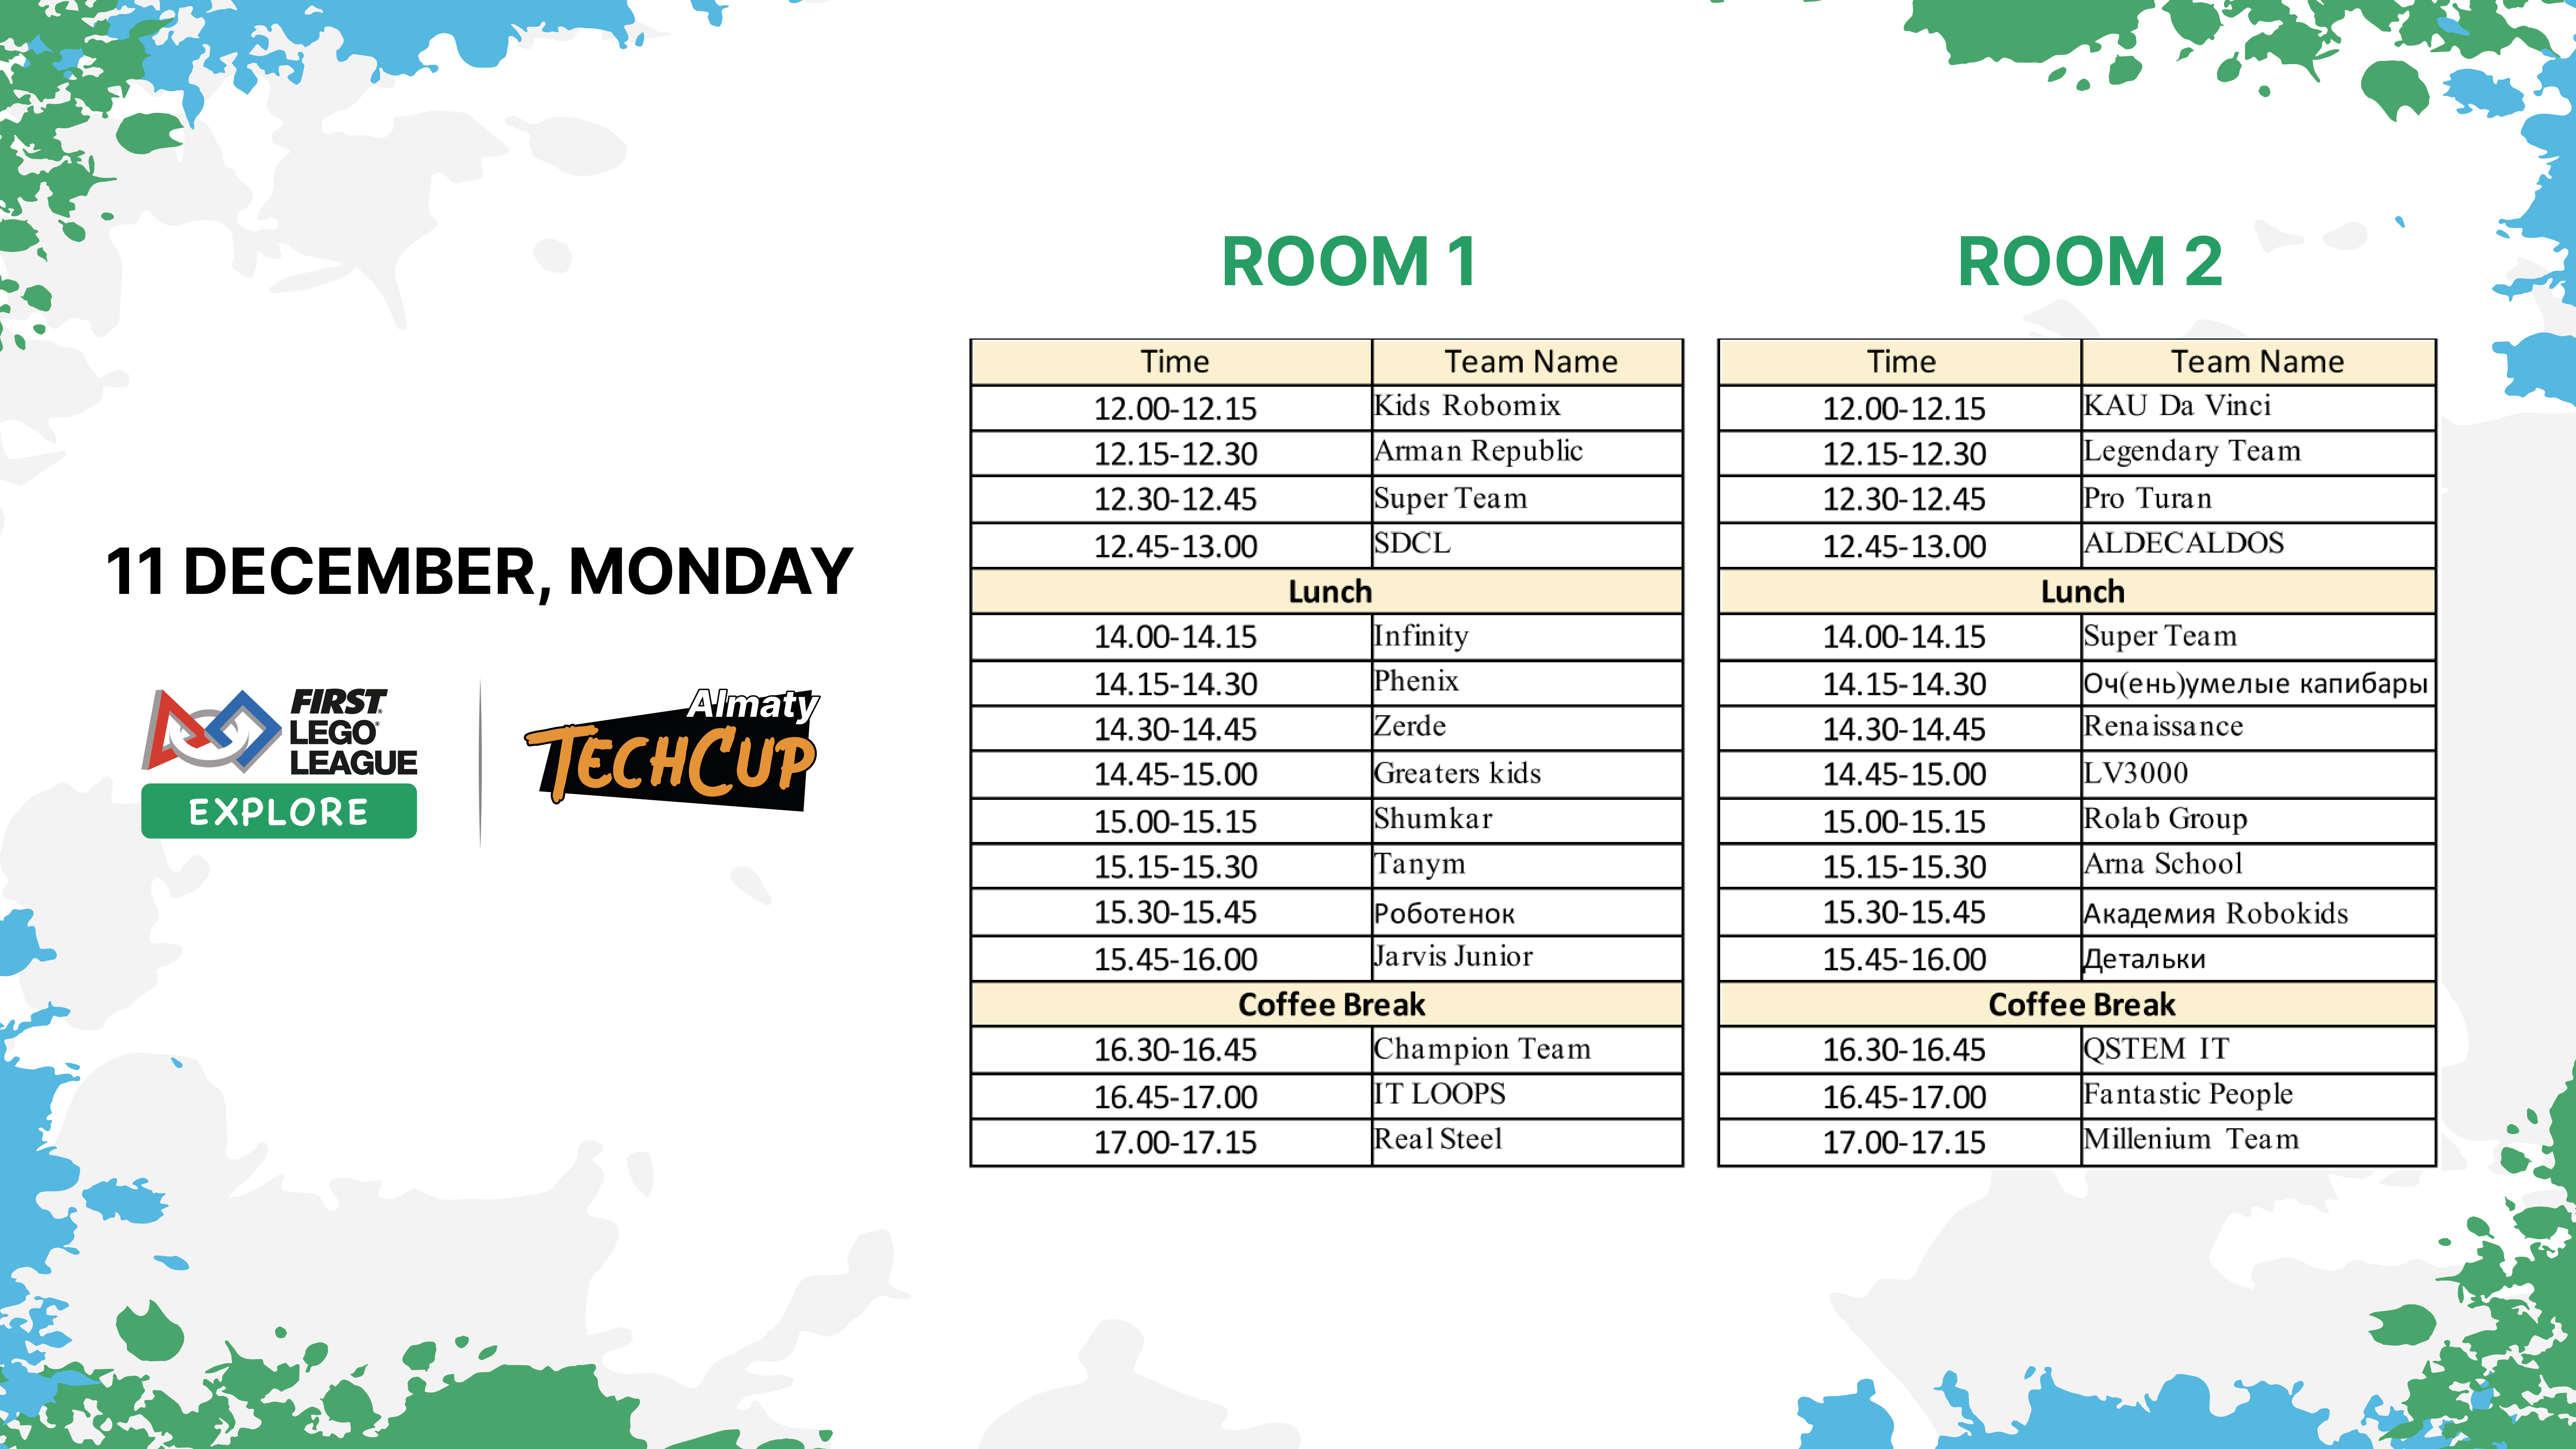 11 DECEMBER, MONDAY
FIRST
LEGO
LEAGUE
EXPLORE
Almaty
TECHCUP
ROOM 1
Time Team Name
12.00-12.15 Kids Robomix
12.15-12.30 Arman Republic
12.30-12.45 Super Team
12.45-13.00 SDCL
Lunch
14.00-14.15 Infinity
14.15-14.30 Phenix
14.30-14.45 Zerde
14.45-15.00 Greaters kids
15.00-15.15 Shumkar
15.15-15.30 Tanym
15.30-15.45 Роботенок
15.45-16.00 Jarvis Junior
Coffee Break
16.30-16.45 Champion Team
16.45-17.00 IT LOOPS
17.00-17.15 Real Steel
ROOM 2
Time Team Name
12.00-12.15 KAU Da Vinci
12.15-12.30 Legendary Team
12.30-12.45 Pro Turan
12.45-13.00 ALDECALDOS
Lunch
14.00-14.15 Super Team
14.15-14.30 Оч(ень)умелые капибары
14.30-14.45 Renaissance
14.45-15.00 LV3000
15.00-15.15 Rolab Group
15.15-15.30 Arna School
15.30-15.45 Академия Robokids
15.45-16.00 Детальки
Coffee Break
16.30-16.45 QSTEM IT
16.45-17.00 Fantastic People
17.00-17.15 Millenium Team